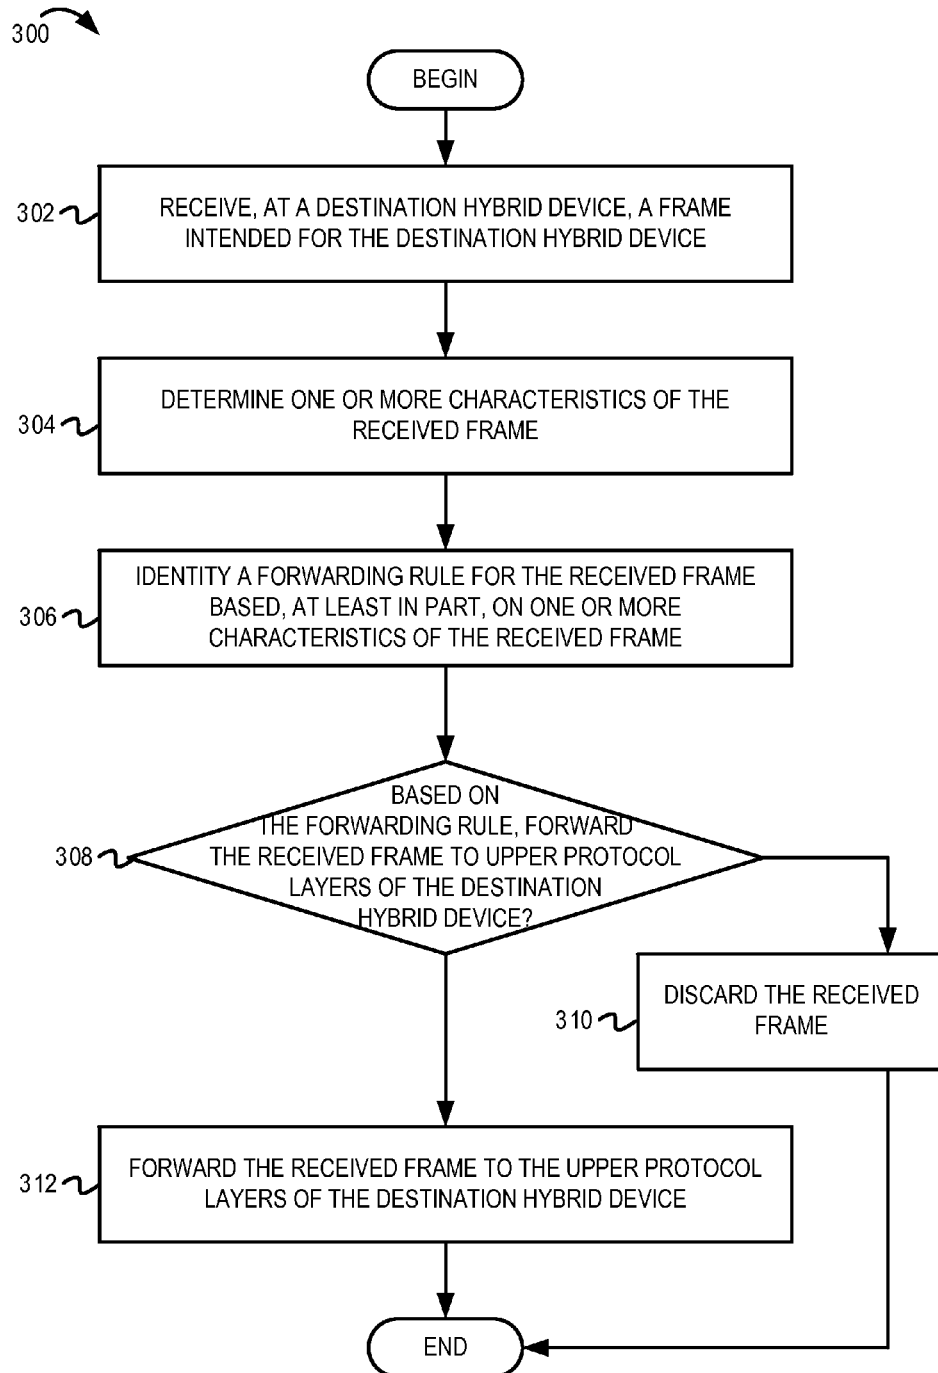 300
BEGIN
302
RECEIVE, AT A DESTINATION HYBRID DEVICE, A FRAME
INTENDED FOR THE DESTINATION HYBRID DEVICE
304
DETERMINE ONE OR MORE CHARACTERISTICS OF THE
RECEIVED FRAME
306
IDENTITY A FORWARDING RULE FOR THE RECEIVED FRAME
BASED, AT LEAST IN PART, ON ONE OR MORE
CHARACTERISTICS OF THE RECEIVED FRAME
308
BASED ON
THE FORWARDING RULE, FORWARD
THE RECEIVED FRAME TO UPPER PROTOCOL
LAYERS OF THE DESTINATION
HYBRID DEVICE?
310
DISCARD THE RECEIVED
FRAME
312
FORWARD THE RECEIVED FRAME TO THE UPPER PROTOCOL
LAYERS OF THE DESTINATION HYBRID DEVICE
END